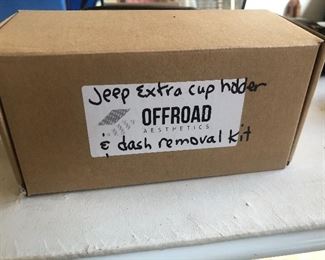 Jeep Extra cup holder
OFFROAD
AESTHETICS
& dash removal kit